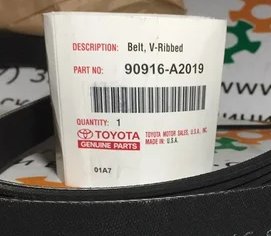 DESCRIPTION: Belt, V-Ribbed
PART NO: 90916-A2019
QUANTITY: 1
TOYOTA
GENUINE PARTS
TOYOTA MOTOR SALES, U.S.A., INC.
MADE IN: U.S.A.
01A7